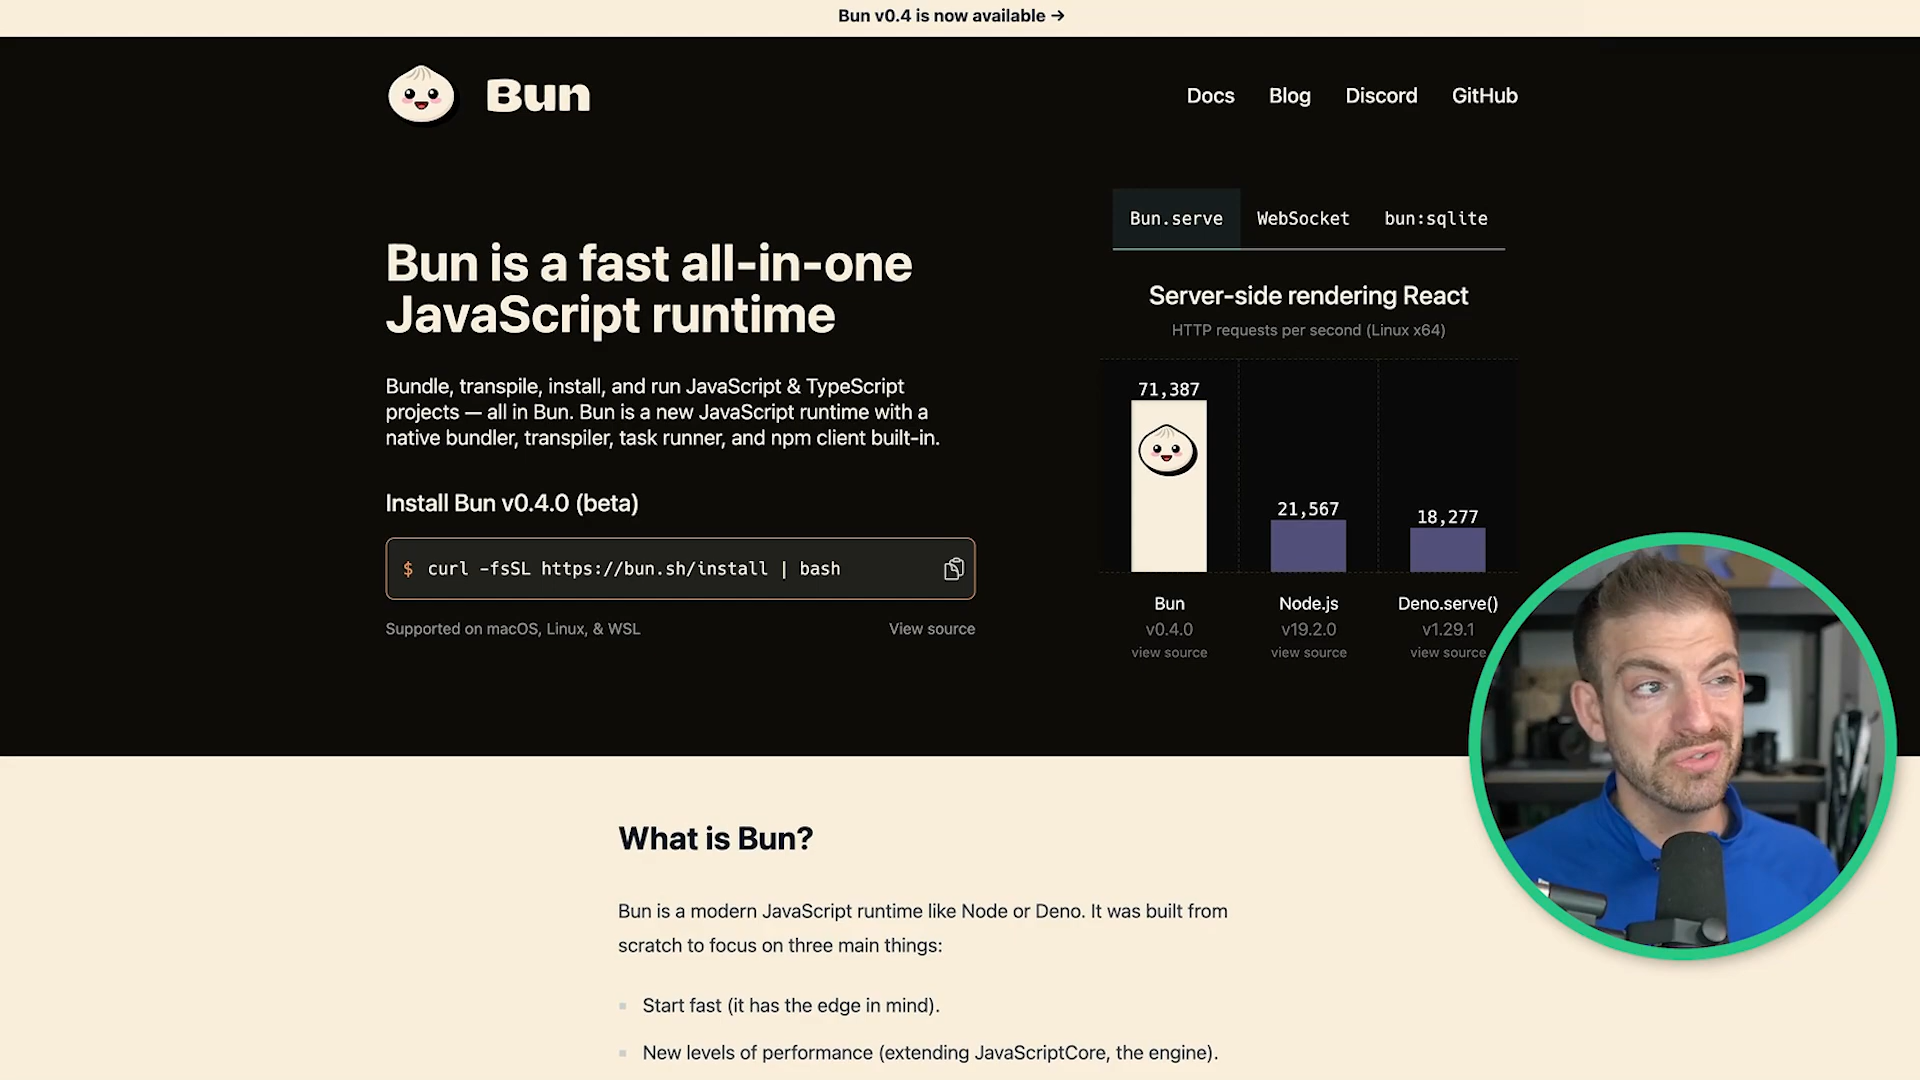 Bun v0.4 is now available →
Bun
Docs Blog Discord GitHub
Bun is a fast all-in-one
JavaScript runtime
Bundle, transpile, install, and run JavaScript & TypeScript
projects — all in Bun. Bun is a new JavaScript runtime with a
native bundler, transpiler, task runner, and npm client built-in.
Install Bun v0.4.0 (beta)
$ curl -fsSL https://bun.sh/install | bash
Supported on macOS, Linux, & WSL
View source
Bun.serve WebSocket bun:sqlite
Server-side rendering React
HTTP requests per second (Linux x64)
71,387
21,567
18,277
Bun Node.js Deno.serve()
v0.4.0 v19.2.0 v1.29.1
view source view source view source
What is Bun?
Bun is a modern JavaScript runtime like Node or Deno. It was built from
scratch to focus on three main things:
Start fast (it has the edge in mind).
New levels of performance (extending JavaScriptCore, the engine).